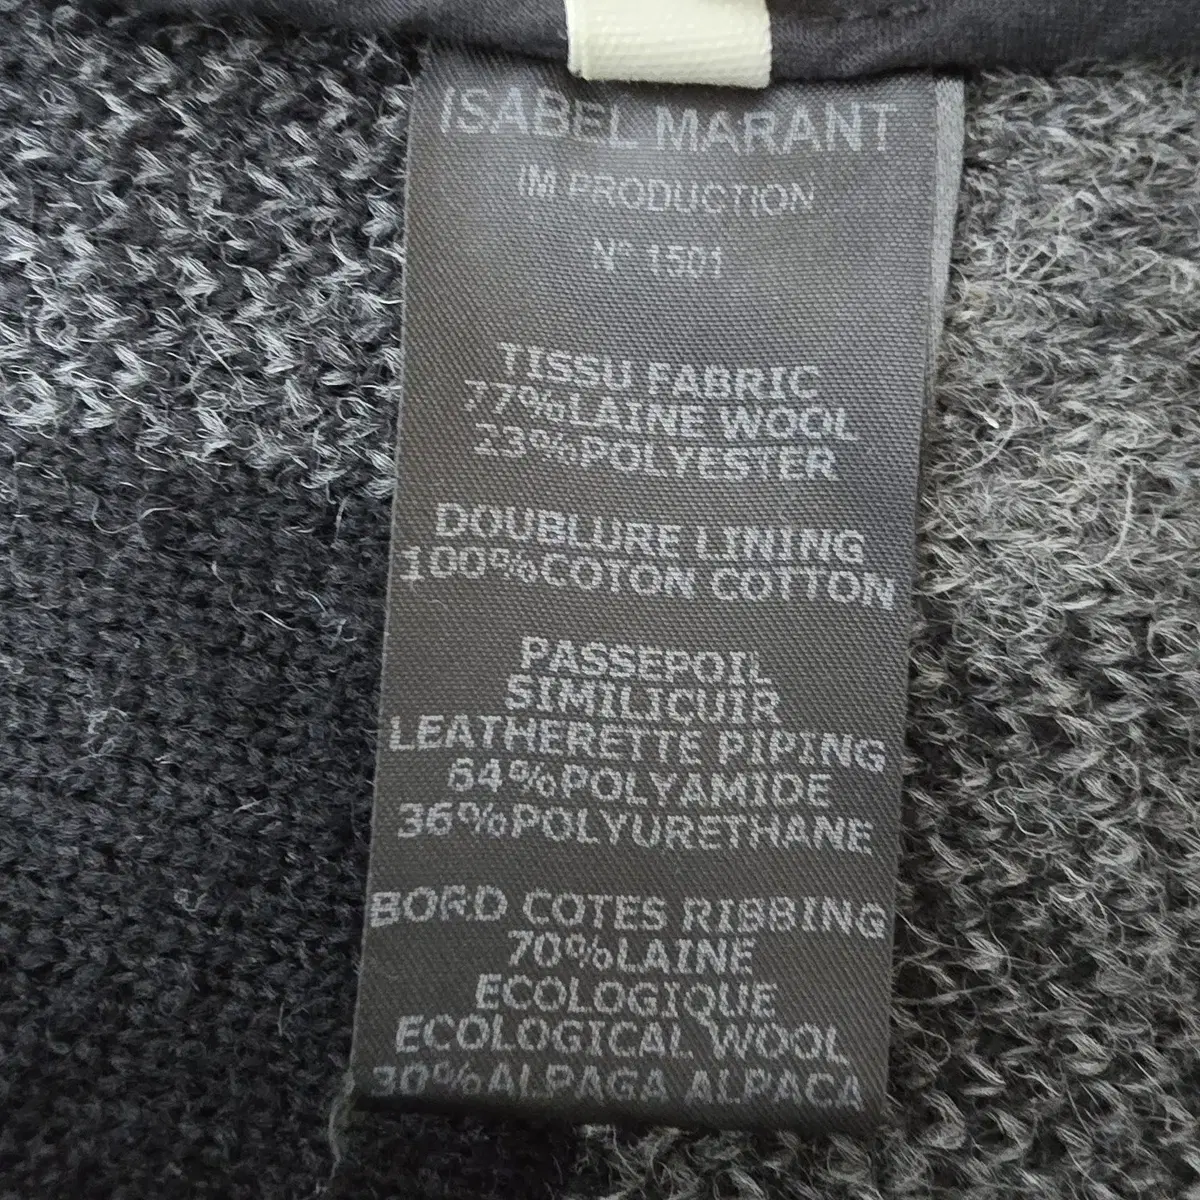 ISABEL MARANT
IM PRODUCTION
N° 1501
TISSU FABRIC
77%LAINE WOOL
23%POLYESTER
DOUBLURE LINING
100%COTON COTTON
PASSEPOIL
SIMILICUIR
LEATHERETTE PIPING
64%POLYAMIDE
36%POLYURETHANE
BORD COTES RIBBING
70%LAINE
ECOLOGIQUE
ECOLOGICAL WOOL
30%ALPAGA ALPACA